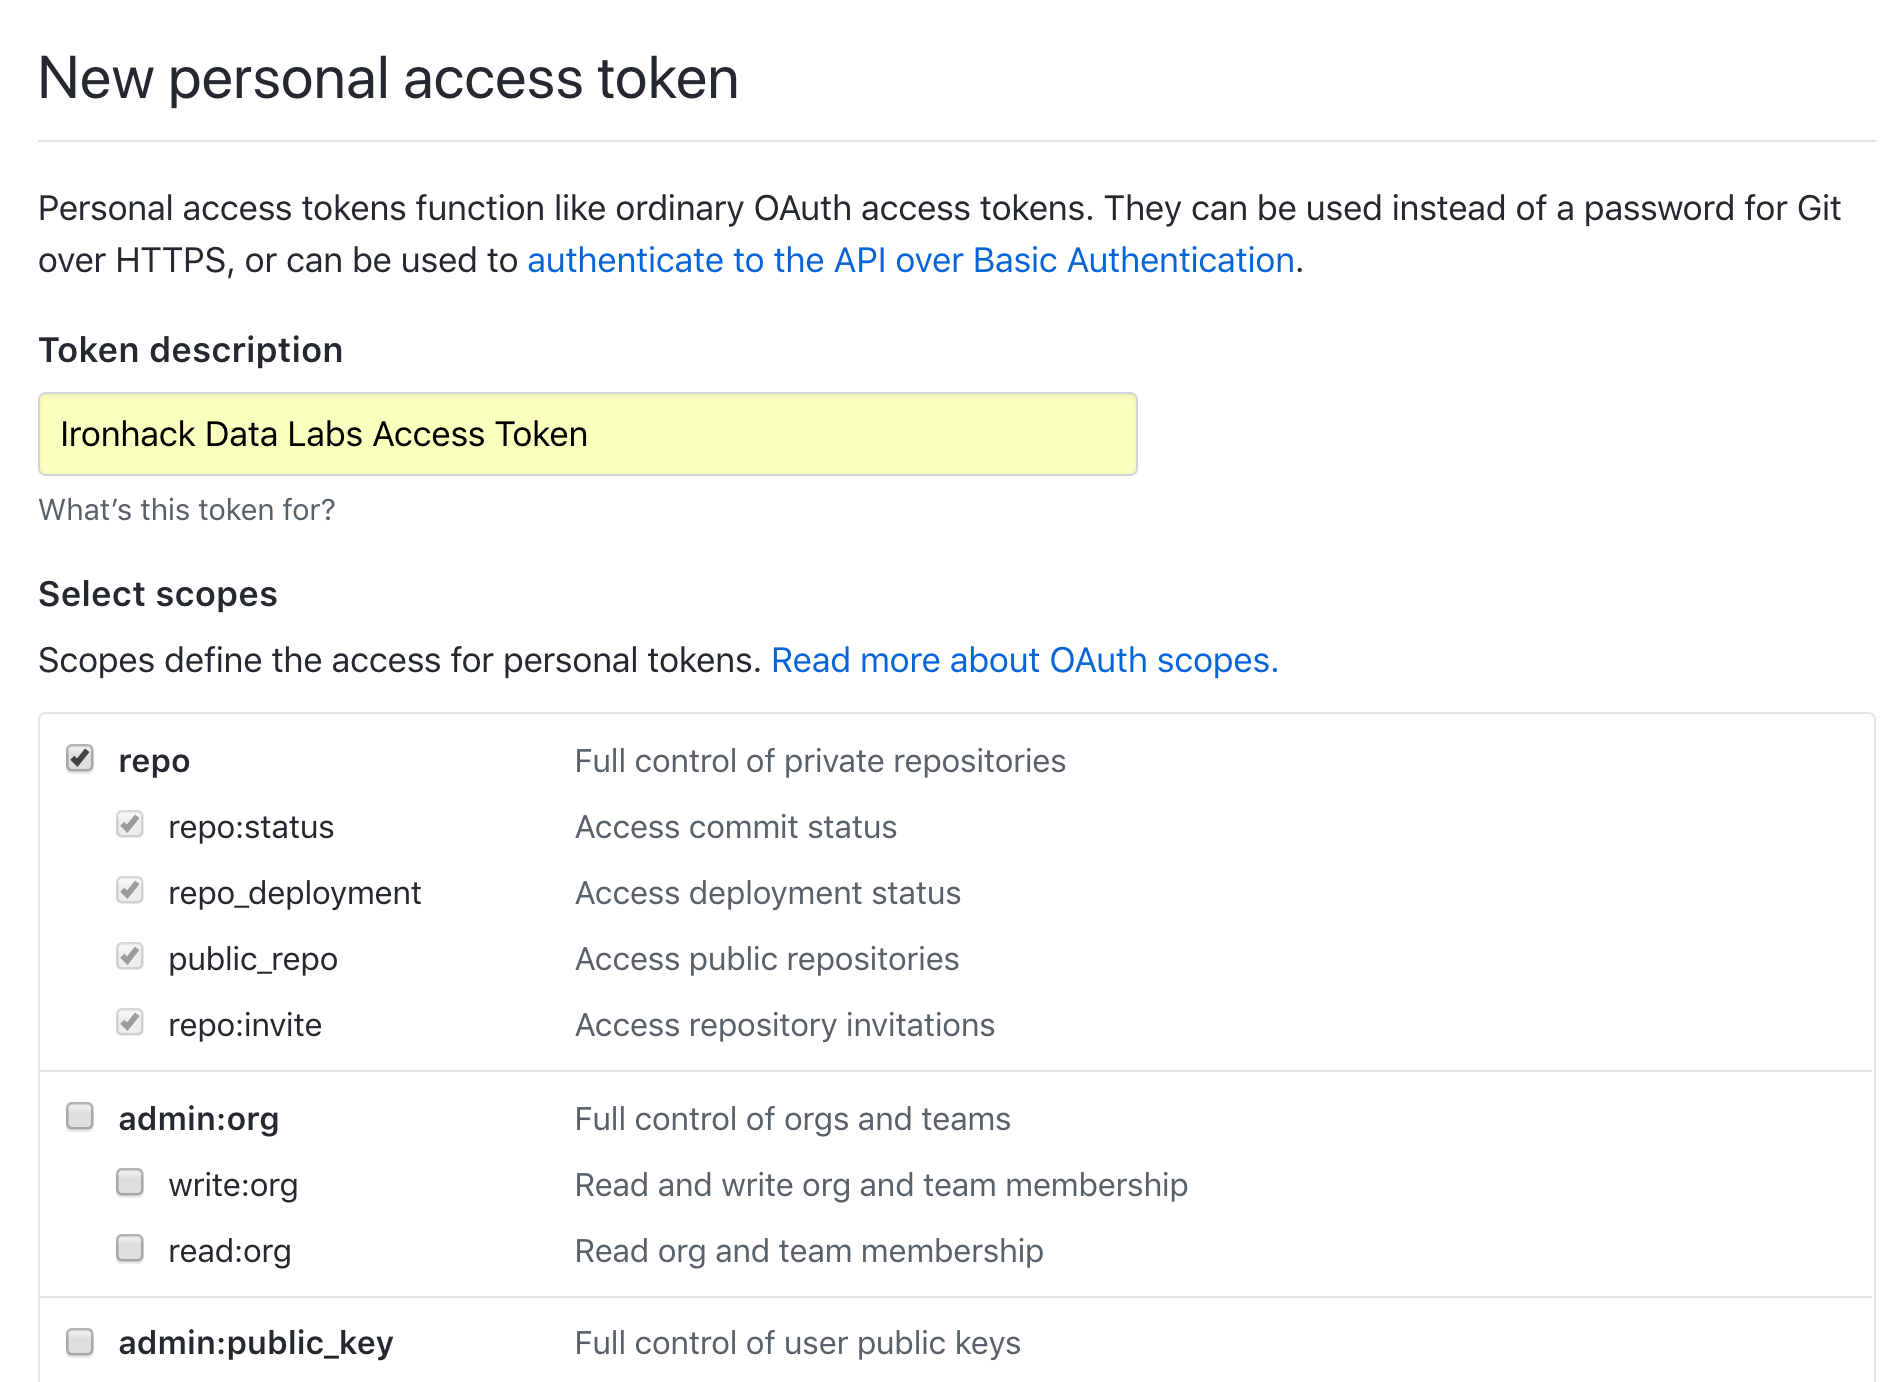 New personal access token
Personal access tokens function like ordinary OAuth access tokens. They can be used instead of a password for Git
over HTTPS, or can be used to authenticate to the API over Basic Authentication.
Token description
Ironhack Data Labs Access Token
What’s this token for?
Select scopes
Scopes define the access for personal tokens. Read more about OAuth scopes.
repo Full control of private repositories
repo:status Access commit status
repo_deployment Access deployment status
public_repo Access public repositories
repo:invite Access repository invitations
admin:org Full control of orgs and teams
write:org Read and write org and team membership
read:org Read org and team membership
admin:public_key Full control of user public keys